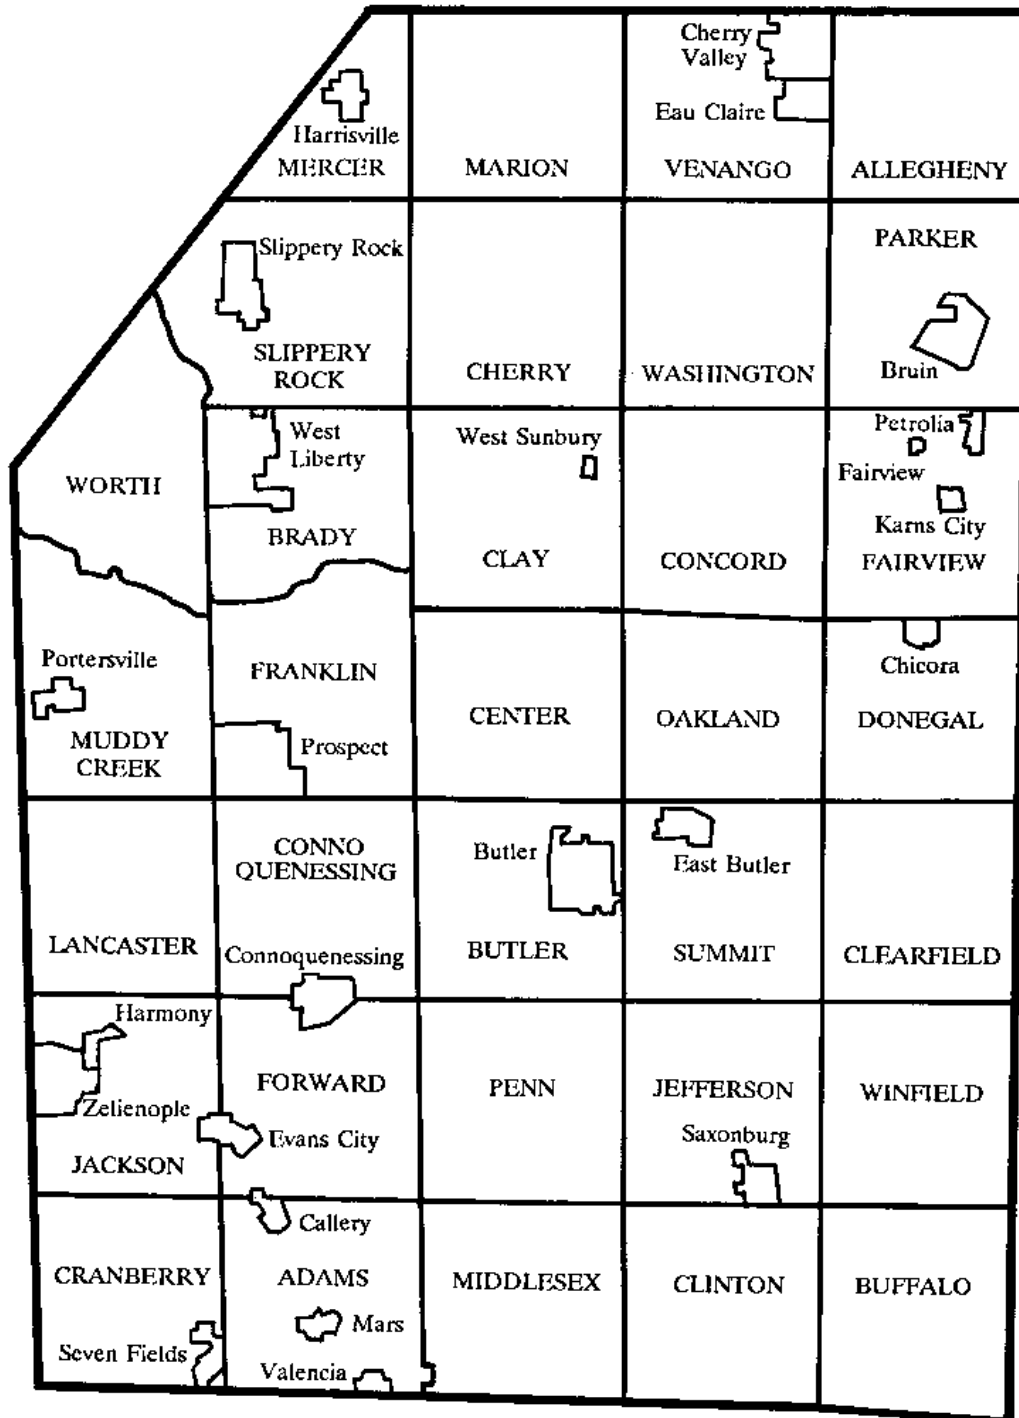 Cherry
Valley
Eau Claire
Harrisville
MERCER
MARION
VENANGO
ALLEGHENY
Slippery Rock
PARKER
SLIPPERY
ROCK
CHERRY
WASHINGTON
Bruin
West
Liberty
West Sunbury
Petrolia
Fairview
Karns City
WORTH
BRADY
CLAY
CONCORD
FAIRVIEW
Portersville
FRANKLIN
Chicora
MUDDY
CREEK
Prospect
CENTER
OAKLAND
DONEGAL
CONNO
QUENESSING
Butler
East Butler
LANCASTER
Connoquenessing
BUTLER
SUMMIT
CLEARFIELD
Harmony
Zelienople
FORWARD
PENN
JEFFERSON
WINFIELD
Evans City
Saxonburg
JACKSON
Callery
CRANBERRY
ADAMS
MIDDLESEX
CLINTON
BUFFALO
Mars
Seven Fields
Valencia